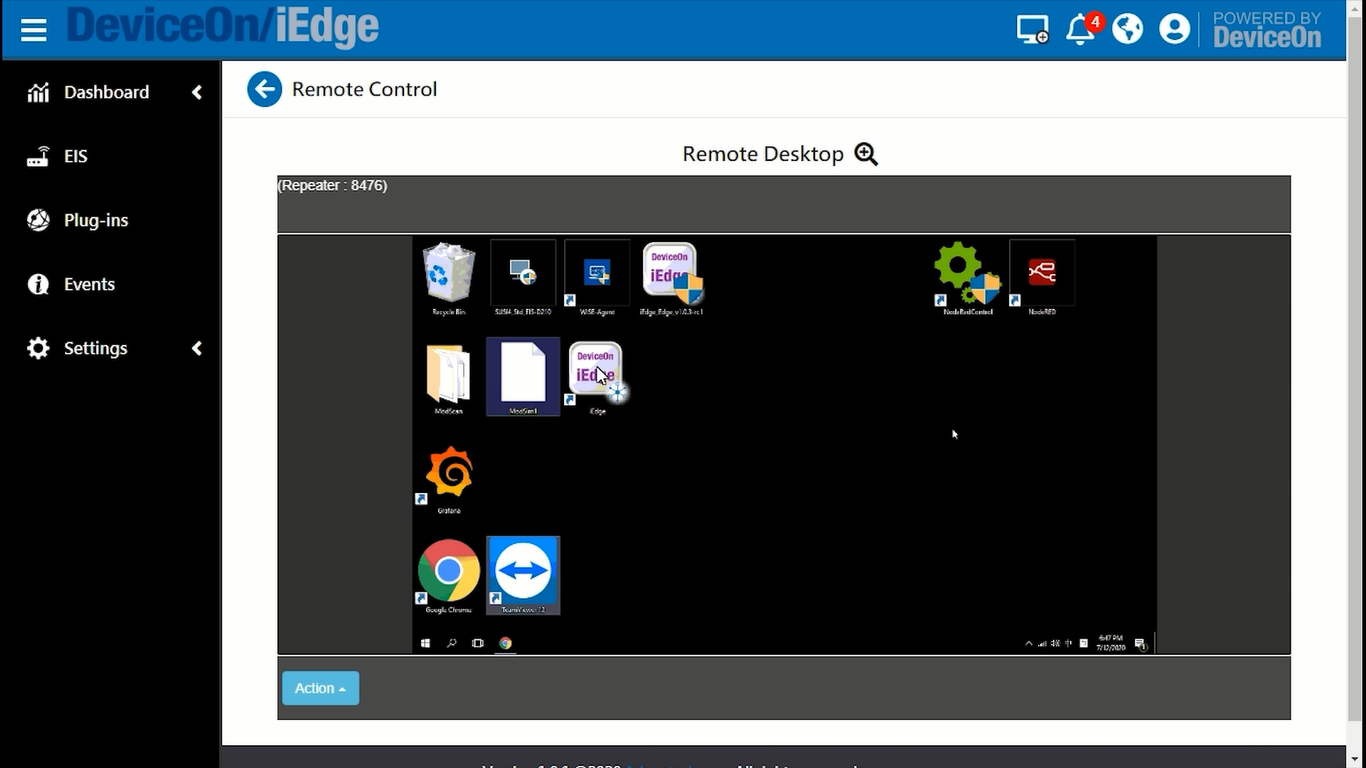 DeviceOn/iEdge
4
POWERED BY
DeviceOn
Dashboard
EIS
Plug-ins
Events
Settings
Remote Control
Remote Desktop
(Repeater : 8476)
DeviceOn
iEdge
Recycle Bin
SUSI4_Std_EIS-D210
WISE-Agent
iEdge_Edge_v1.0.3-rc1
NodeRedControl
NodeRED
DeviceOn
iEdge
ModScan
ModSim1
iEdge
Grafana
Google Chrome
TeamViewer 12
中
6:47 PM
7/12/2020
Action